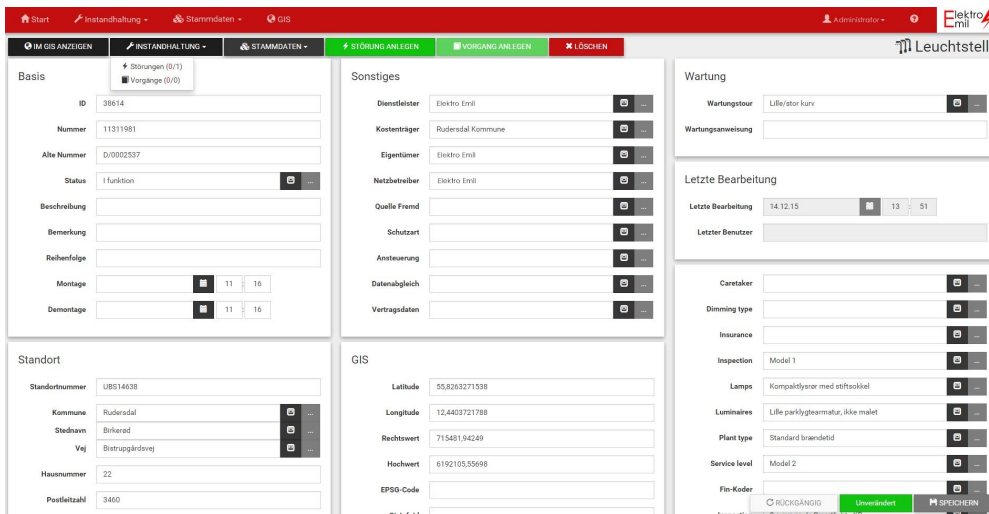 Start Instandhaltung Stammdaten GIS Administrator Elektro Emil
IM GIS ANZEIGEN INSTANDHALTUNG STAMMDATEN STÖRUNG ANLEGEN VORGANG ANLEGEN LÖSCHEN Leuchtstell
Störungen (0/1)
Vorgänge (0/0)
Basis
ID 38614
Nummer 11311981
Alte Nummer D/0002537
Status I funktion ...
Beschreibung
Bemerkung
Reihenfolge
Montage 11 : 16
Demontage 11 : 16
Standort
Standortnummer UBS14638
Kommune Rudersdal ...
Stednavn Birkerød ...
Vej Bistrupgårdsvej ...
Hausnummer 22
Postleitzahl 3460
Sonstiges
Dienstleister Elektro Emil ...
Kostenträger Rudersdal Kommune ...
Eigentümer Elektro Emil ...
Netzbetreiber Elektro Emil ...
Quelle Fremd ...
Schutzart ...
Ansteuerung ...
Datenabgleich ...
Vertragsdaten ...
GIS
Latitude 55,8263271538
Longitude 12,4403721788
Rechtswert 715481,94249
Hochwert 6192105,55698
EPSG-Code
Wartung
Wartungstour Lille/stor kurv ...
Wartungsanweisung
Letzte Bearbeitung
Letzte Bearbeitung 14.12.15 13 : 51
Letzter Benutzer
Caretaker ...
Dimming type ...
Insurance ...
Inspection Model 1 ...
Lamps Kompaktlysrør med stiftsokkel ...
Luminaires Lille parklygtearmatur, ikke malet ...
Plant type Standard brændetid ...
Service level Model 2 ...
Fin-Koder ...
RÜCKGÄNGIG Unverändert SPEICHERN